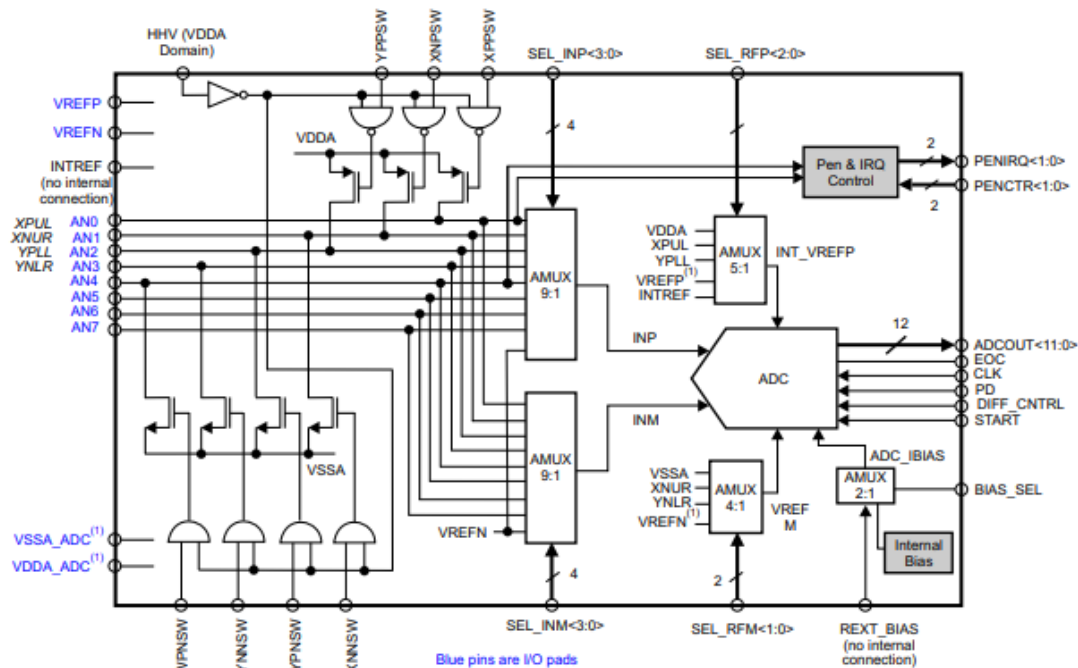 HHV (VDDA
Domain)
YPPSW
XNPSW
XPPSW
SEL_INP<3:0>
SEL_RFP<2:0>
VREFP
VREFN
INTREF
(no internal
connection)
VDDA
4
Pen & IRQ
Control
2
PENIRQ<1:0>
PENCTR<1:0>
2
XPUL AN0
XNUR AN1
YPLL AN2
YNLR AN3
AN4
AN5
AN6
AN7
AMUX
9:1
VDDA
XPUL
YPLL
VREFP(1)
INTREF
AMUX
5:1
INT_VREFP
INP
ADC
12
ADCOUT<11:0>
EOC
CLK
PD
DIFF_CNTRL
START
INM
AMUX
9:1
VSSA
VSSA
XNUR
YNLR
VREFN(1)
AMUX
4:1
VREF
M
ADC_IBIAS
AMUX
2:1
BIAS_SEL
Internal
Bias
VREFN
VSSA_ADC(1)
VDDA_ADC(1)
4
2
YNNSW
YPNSW
XNNSW
SEL_INM<3:0>
SEL_RFM<1:0>
REXT_BIAS
(no internal
connection)
Blue pins are I/O pads